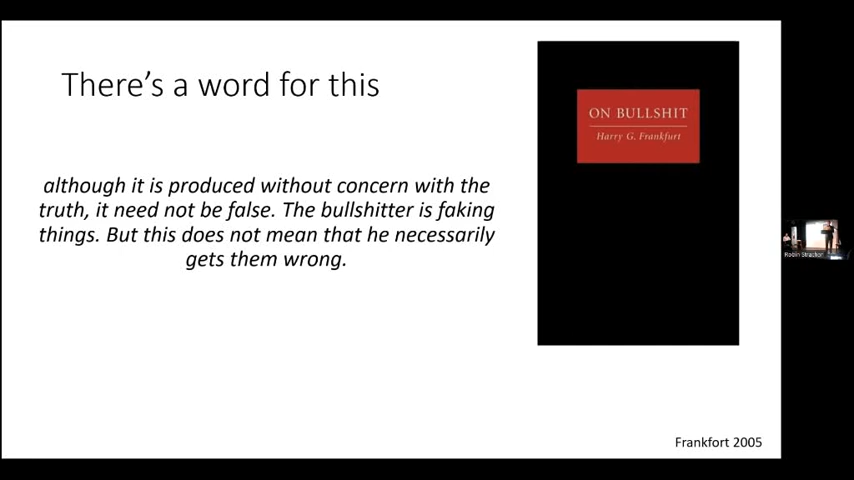 There's a word for this
although it is produced without concern with the
truth, it need not be false. The bullshitter is faking
things. But this does not mean that he necessarily
gets them wrong.
ON BULLSHIT
Harry G. Frankfurt
Frankfort 2005
Robin